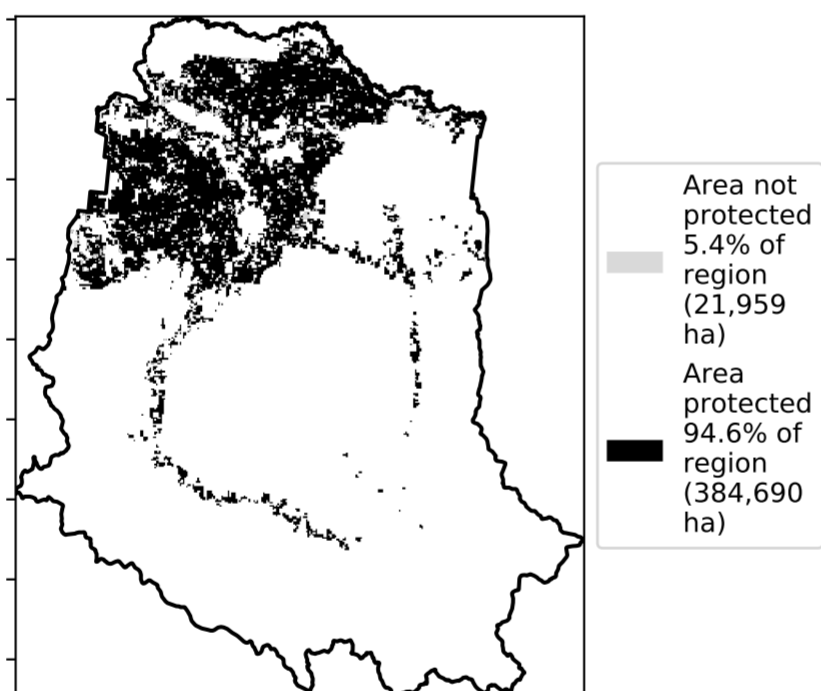 Area not
protected
5.4% of
region
(21,959
ha)
Area
protected
94.6% of
region
(384,690
ha)